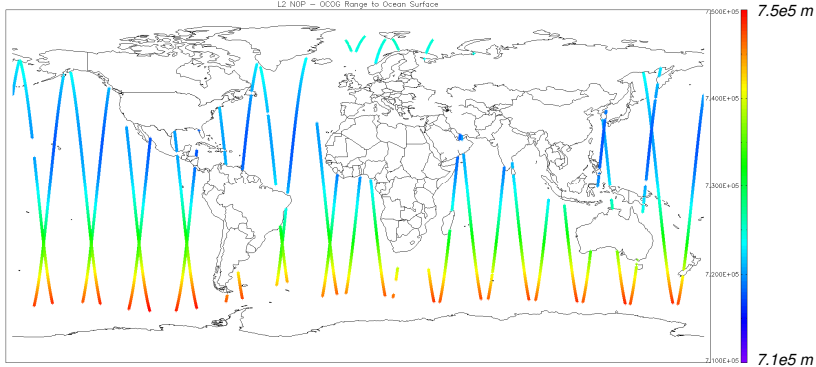 L2 NOP – OCOG Range to Ocean Surface
7.500E+05
7.5e5 m
7.400E+05
7.300E+05
7.200E+05
7.100E+05
7.1e5 m